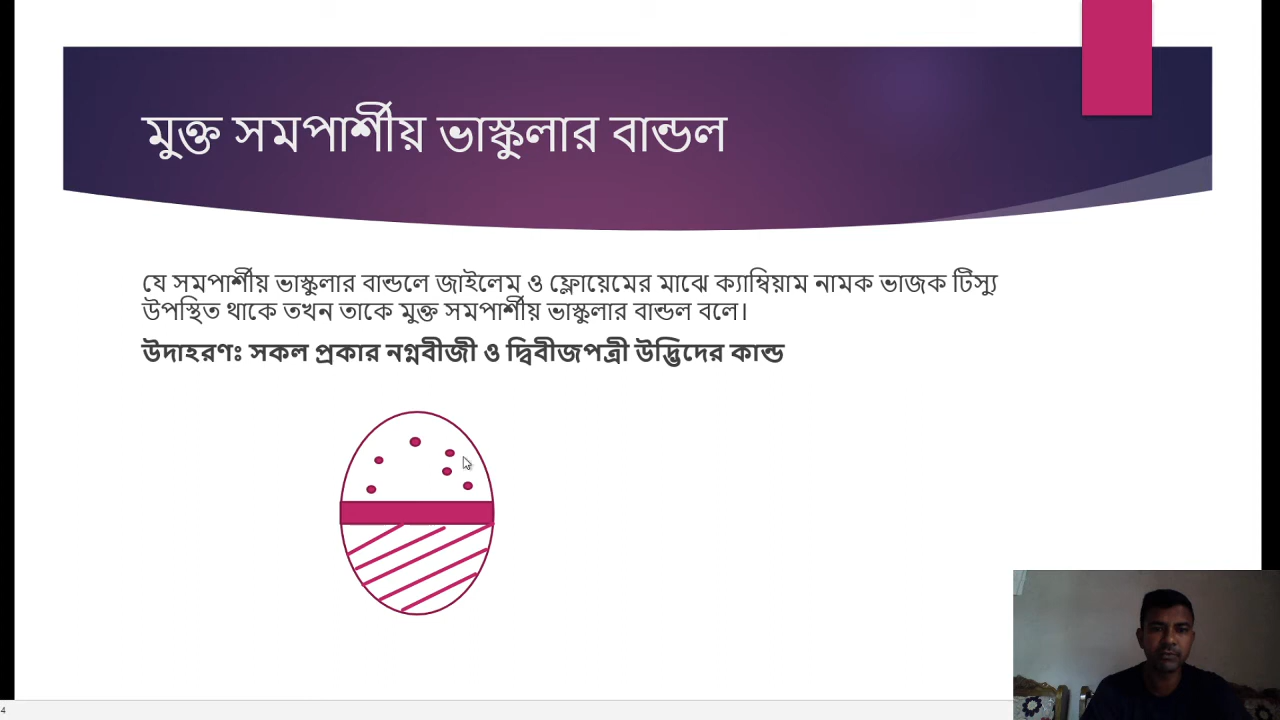 মুক্ত সমপার্শীয় ভাস্কুলার বান্ডল
যে সমপার্শীয় ভাস্কুলার বান্ডলে জাইলেম ও ফ্লোয়েমের মাঝে ক্যাম্বিয়াম নামক ভাজক টিস্যু
উপস্থিত থাকে তখন তাকে মুক্ত সমপার্শীয় ভাস্কুলার বান্ডল বলে।
উদাহরণঃ সকল প্রকার নগ্নবীজী ও দ্বিবীজপত্রী উদ্ভিদের কান্ড
4